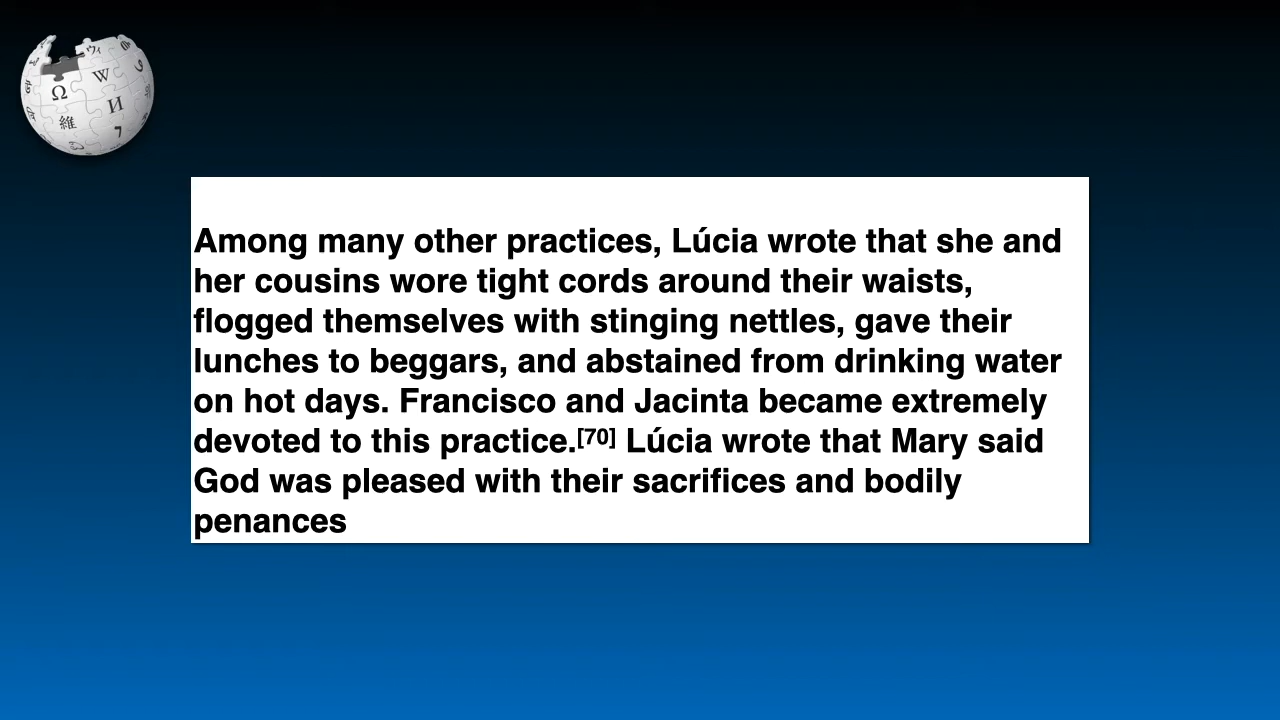 Among many other practices, Lúcia wrote that she and
her cousins wore tight cords around their waists,
flogged themselves with stinging nettles, gave their
lunches to beggars, and abstained from drinking water
on hot days. Francisco and Jacinta became extremely
devoted to this practice.[70] Lúcia wrote that Mary said
God was pleased with their sacrifices and bodily
penances